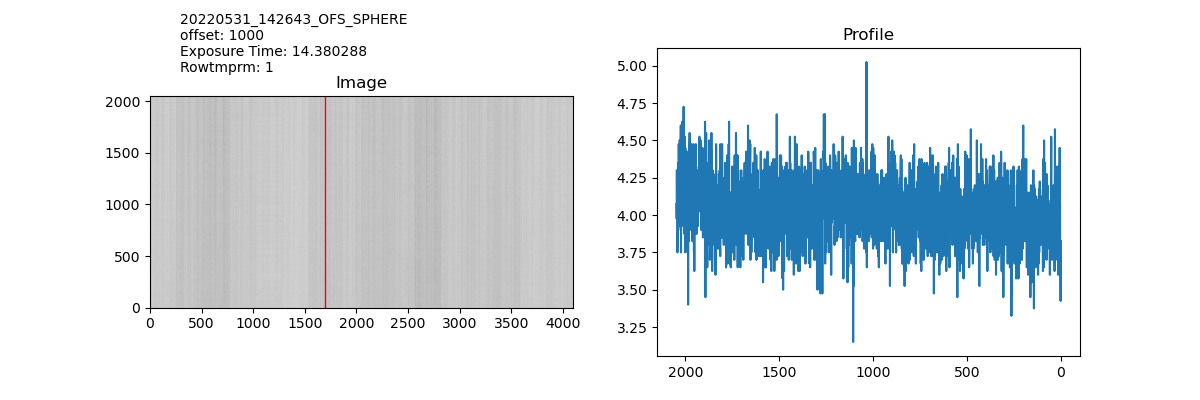 20220531_142643_OFS_SPHERE
offset: 1000
Exposure Time: 14.380288
Rowtmprm: 1
Image
2000
1500
1000
500
0
0 500 1000 1500 2000 2500 3000 3500 4000
Profile
5.00
4.75
4.50
4.25
4.00
3.75
3.50
3.25
2000 1500 1000 500 0